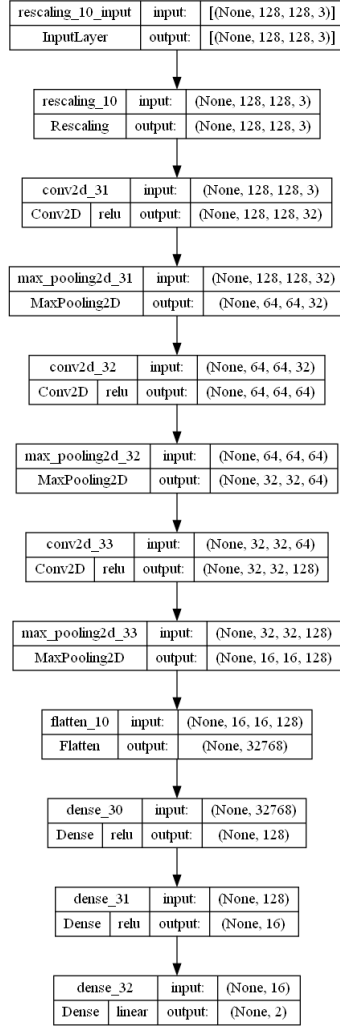 rescaling_10_input input: [(None, 128, 128, 3)]
InputLayer output: [(None, 128, 128, 3)]
rescaling_10 input: (None, 128, 128, 3)
Rescaling output: (None, 128, 128, 3)
conv2d_31 input: (None, 128, 128, 3)
Conv2D relu output: (None, 128, 128, 32)
max_pooling2d_31 input: (None, 128, 128, 32)
MaxPooling2D output: (None, 64, 64, 32)
conv2d_32 input: (None, 64, 64, 32)
Conv2D relu output: (None, 64, 64, 64)
max_pooling2d_32 input: (None, 64, 64, 64)
MaxPooling2D output: (None, 32, 32, 64)
conv2d_33 input: (None, 32, 32, 64)
Conv2D relu output: (None, 32, 32, 128)
max_pooling2d_33 input: (None, 32, 32, 128)
MaxPooling2D output: (None, 16, 16, 128)
flatten_10 input: (None, 16, 16, 128)
Flatten output: (None, 32768)
dense_30 input: (None, 32768)
Dense relu output: (None, 128)
dense_31 input: (None, 128)
Dense relu output: (None, 16)
dense_32 input: (None, 16)
Dense linear output: (None, 2)